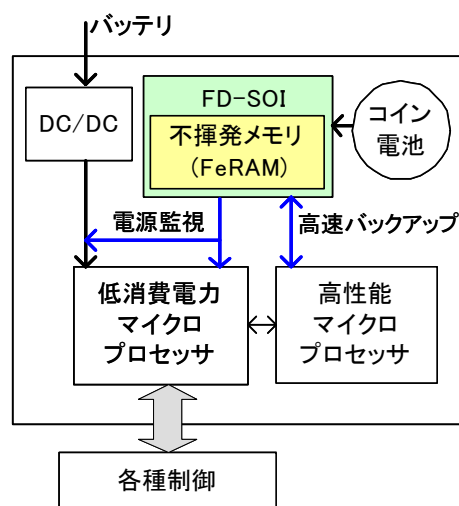 バッテリ
DC/DC
FD-SOI
不揮発メモリ
(FeRAM)
コイン
電池
電源監視
高速バックアップ
低消費電力
マイクロ
プロセッサ
高性能
マイクロ
プロセッサ
各種制御